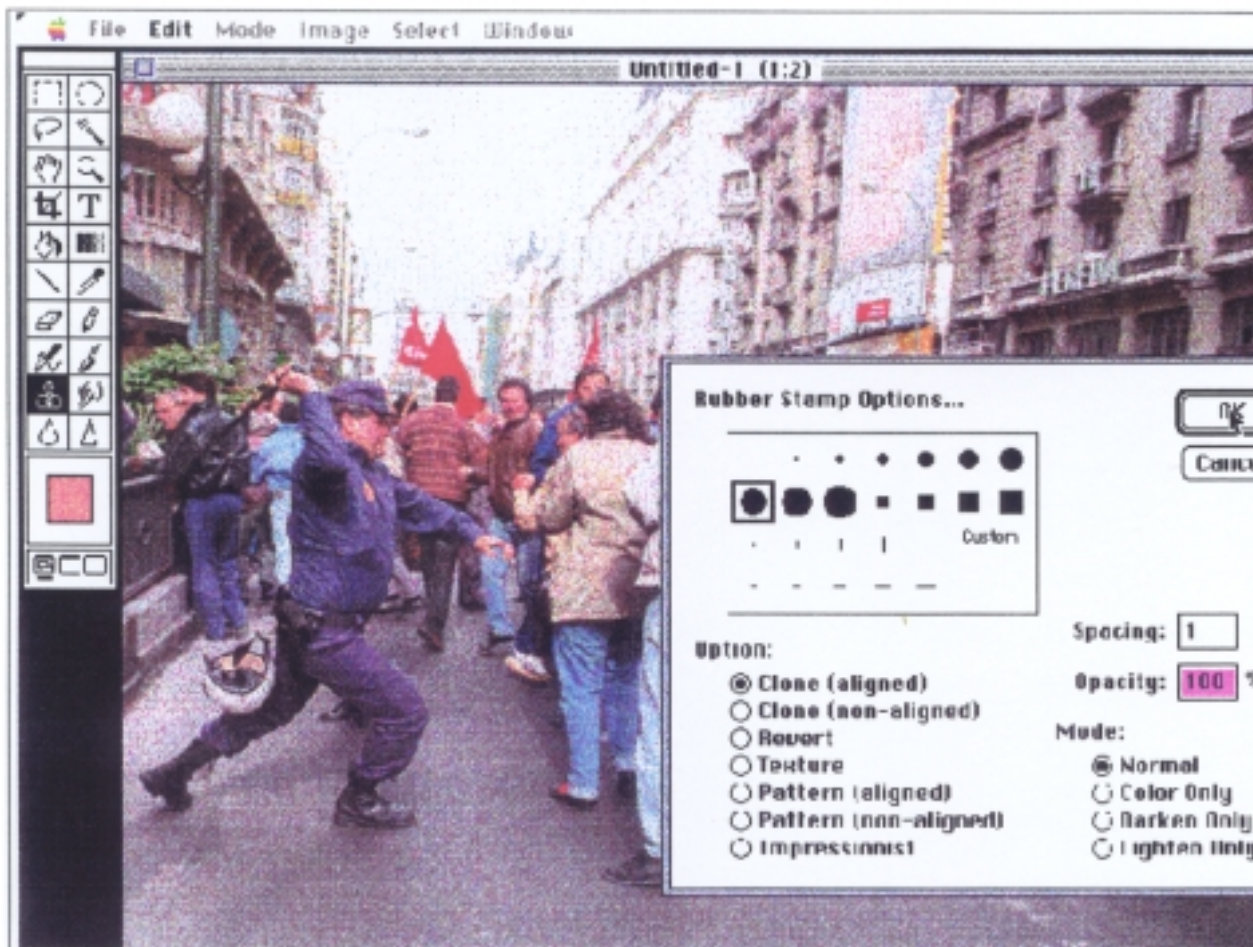 File Edit Mode Image Select Window
Untitled-1 (1:2)
T
Rubber Stamp Options...
OK
Cance
Custom
Spacing: 1
Option:
Opacity: 100 %
Clone (aligned)
Clone (non-aligned)
Mode:
Revert
Normal
Texture
Color Only
Pattern (aligned)
Darken Only
Pattern (non-aligned)
Lighten Only
Impressionist